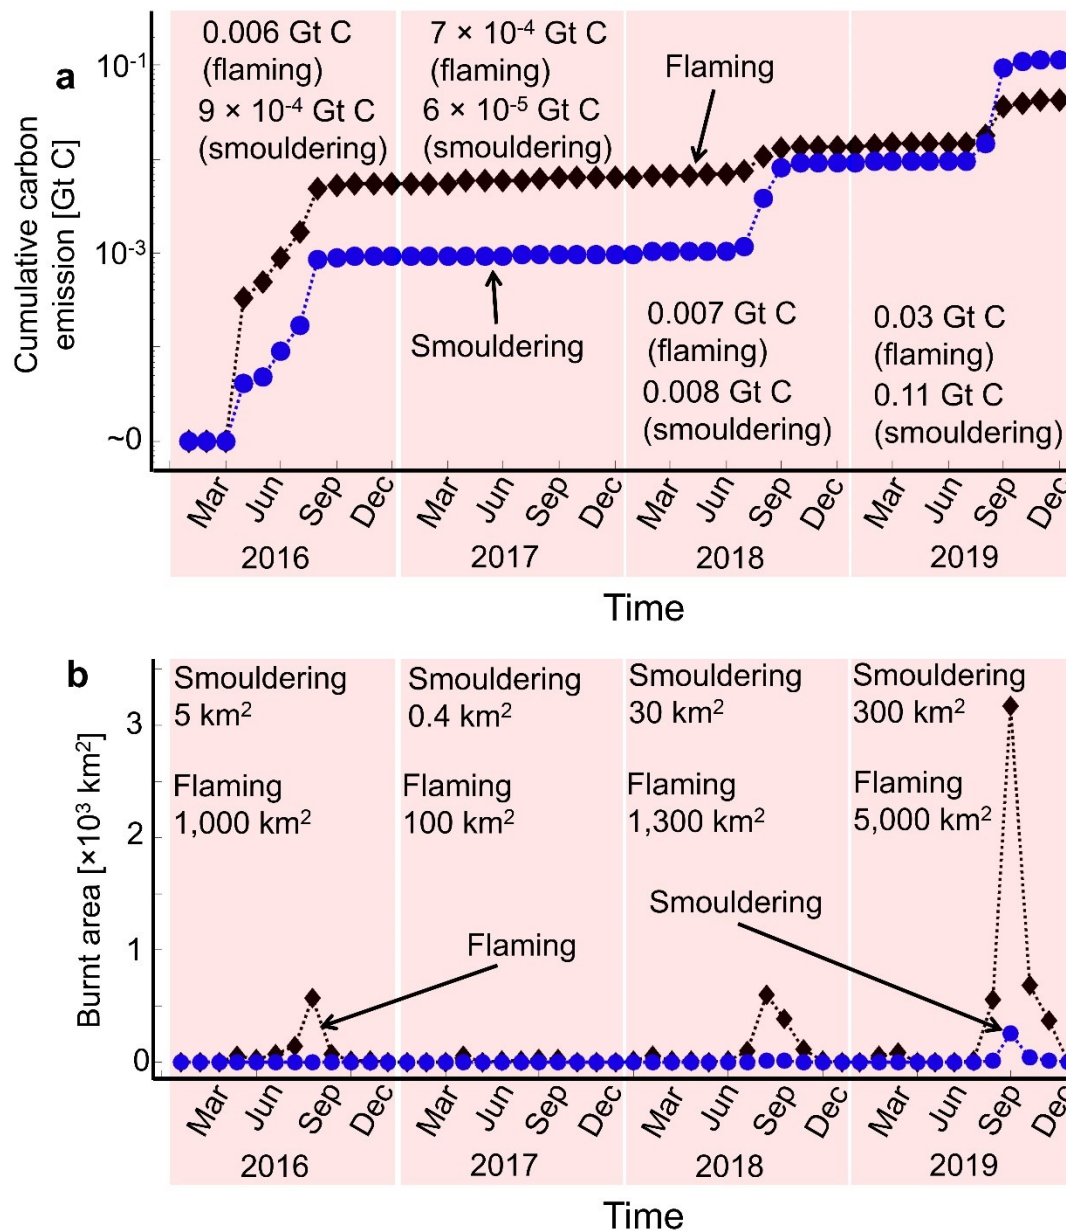 a
Cumulative carbon
emission [Gt C]
10⁻¹
10⁻³
~0
0.006 Gt C
(flaming)
9 × 10⁻⁴ Gt C
(smouldering)
7 × 10⁻⁴ Gt C
(flaming)
6 × 10⁻⁵ Gt C
(smouldering)
Flaming
Smouldering
0.007 Gt C
(flaming)
0.008 Gt C
(smouldering)
0.03 Gt C
(flaming)
0.11 Gt C
(smouldering)
Mar Jun Sep Dec Mar Jun Sep Dec Mar Jun Sep Dec Mar Jun Sep Dec
2016 2017 2018 2019
Time
b
Burnt area [×10³ km²]
3
2
1
0
Smouldering
5 km²
Flaming
1,000 km²
Smouldering
0.4 km²
Flaming
100 km²
Smouldering
30 km²
Flaming
1,300 km²
Smouldering
300 km²
Flaming
5,000 km²
Flaming
Smouldering
Mar Jun Sep Dec Mar Jun Sep Dec Mar Jun Sep Dec Mar Jun Sep Dec
2016 2017 2018 2019
Time